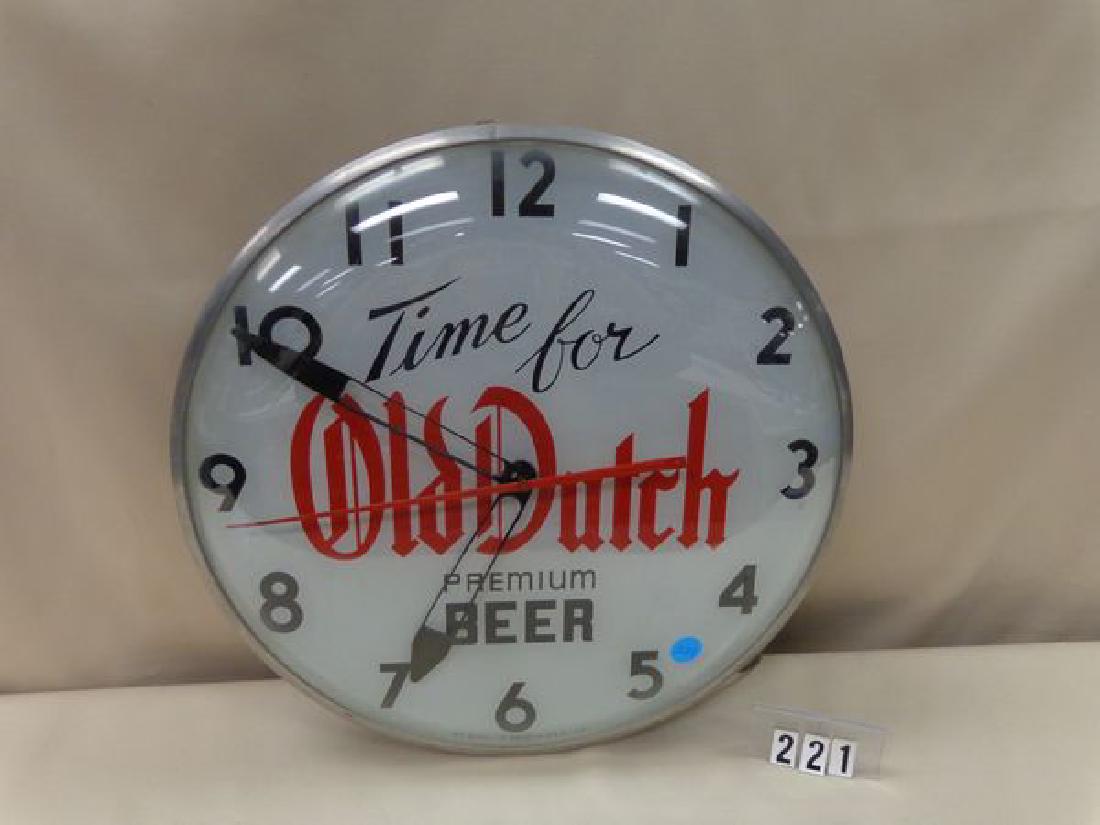 12
11 1
10 2
Time for
Old Dutch
9 3
PREMIUM
8 4
BEER
7 5
6
221